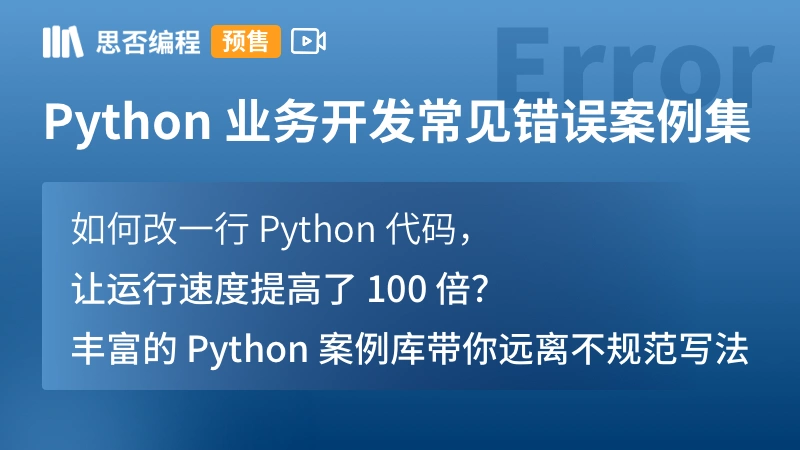 思否编程 预售
Error
Python 业务开发常见错误案例集
如何改一行 Python 代码，
让运行速度提高了 100 倍？
丰富的 Python 案例库带你远离不规范写法